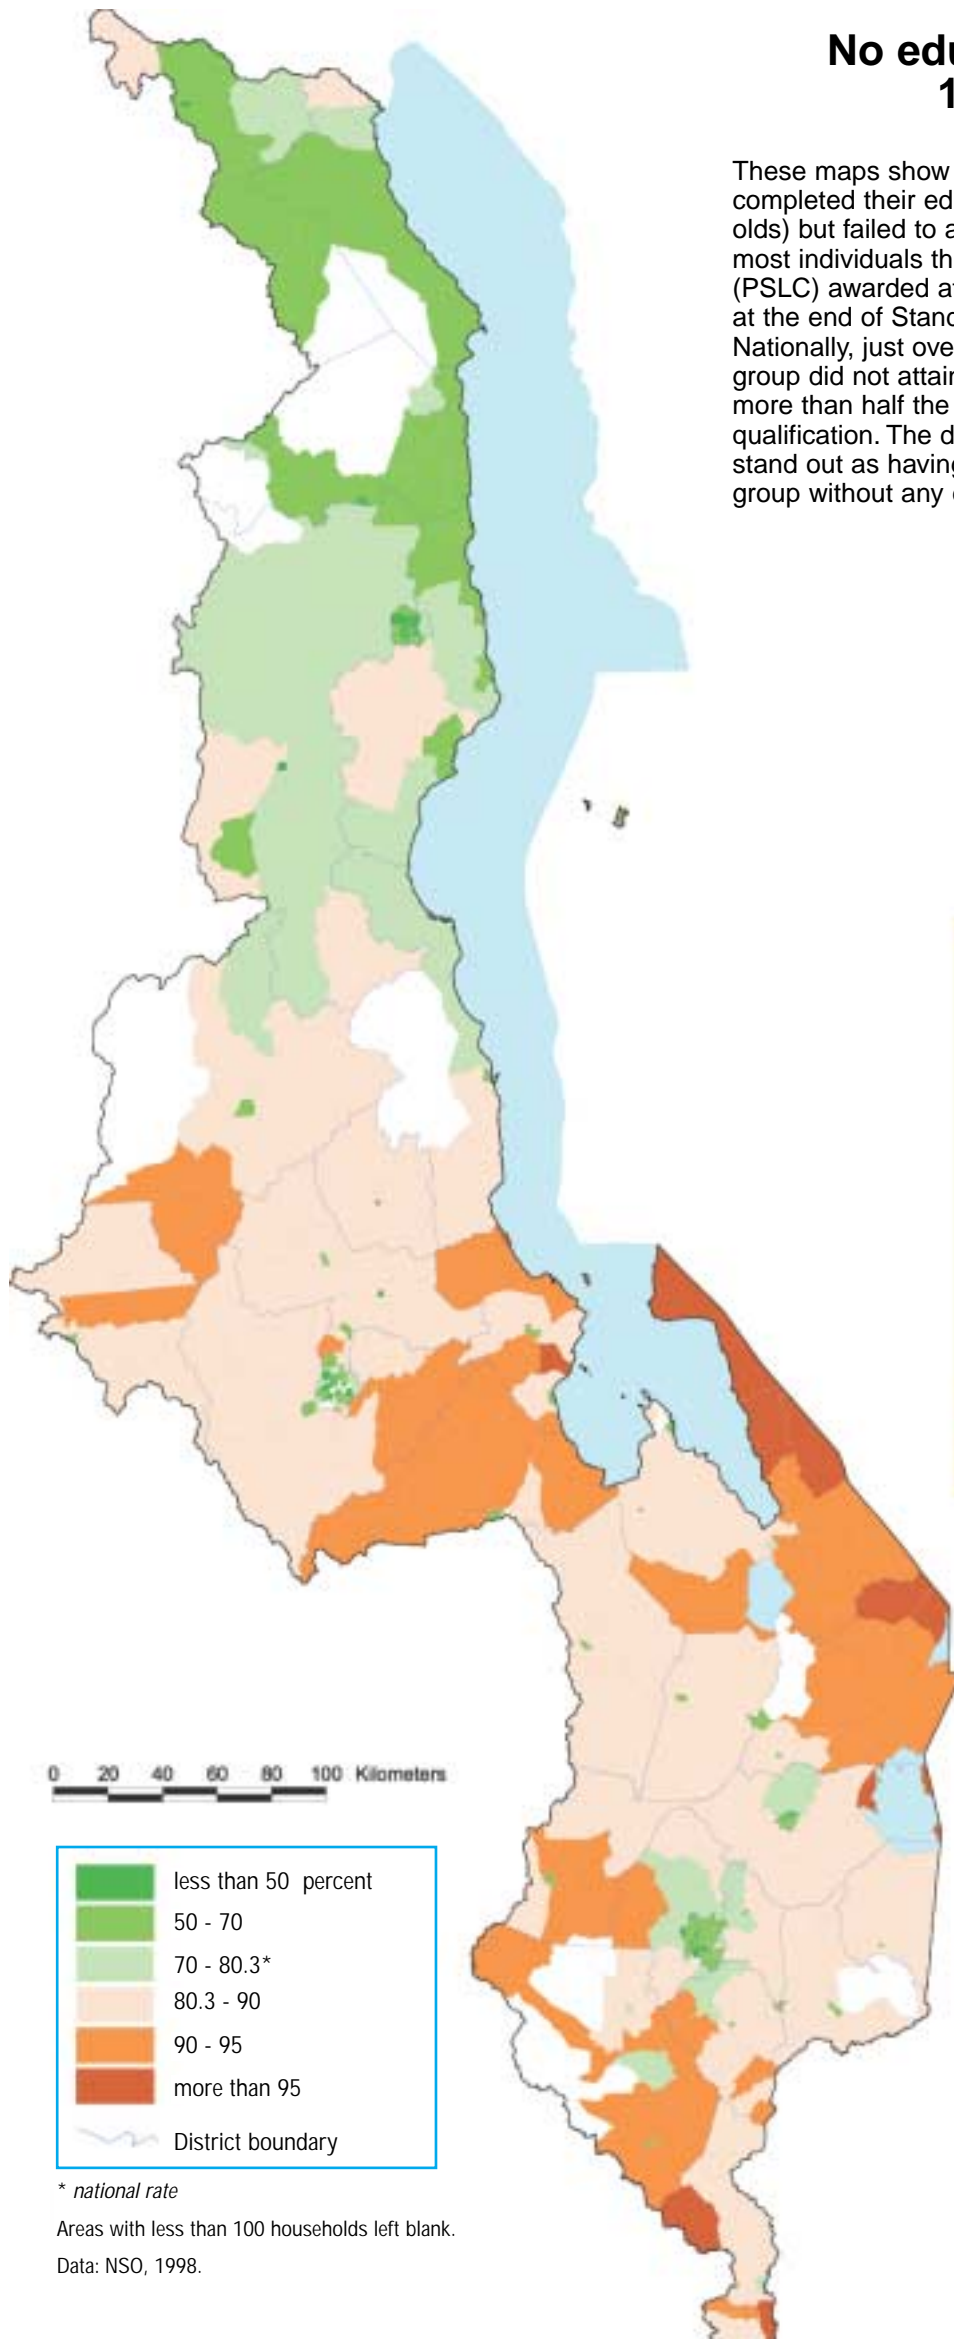 No edu
1
These maps show
completed their ed
olds) but failed to a
most individuals th
(PSLC) awarded a
at the end of Stand
Nationally, just ove
group did not attain
more than half the
qualification. The d
stand out as having
group without any
0 20 40 60 80 100 Kilometers
less than 50 percent
50 - 70
70 - 80.3*
80.3 - 90
90 - 95
more than 95
District boundary
* national rate
Areas with less than 100 households left blank.
Data: NSO, 1998.